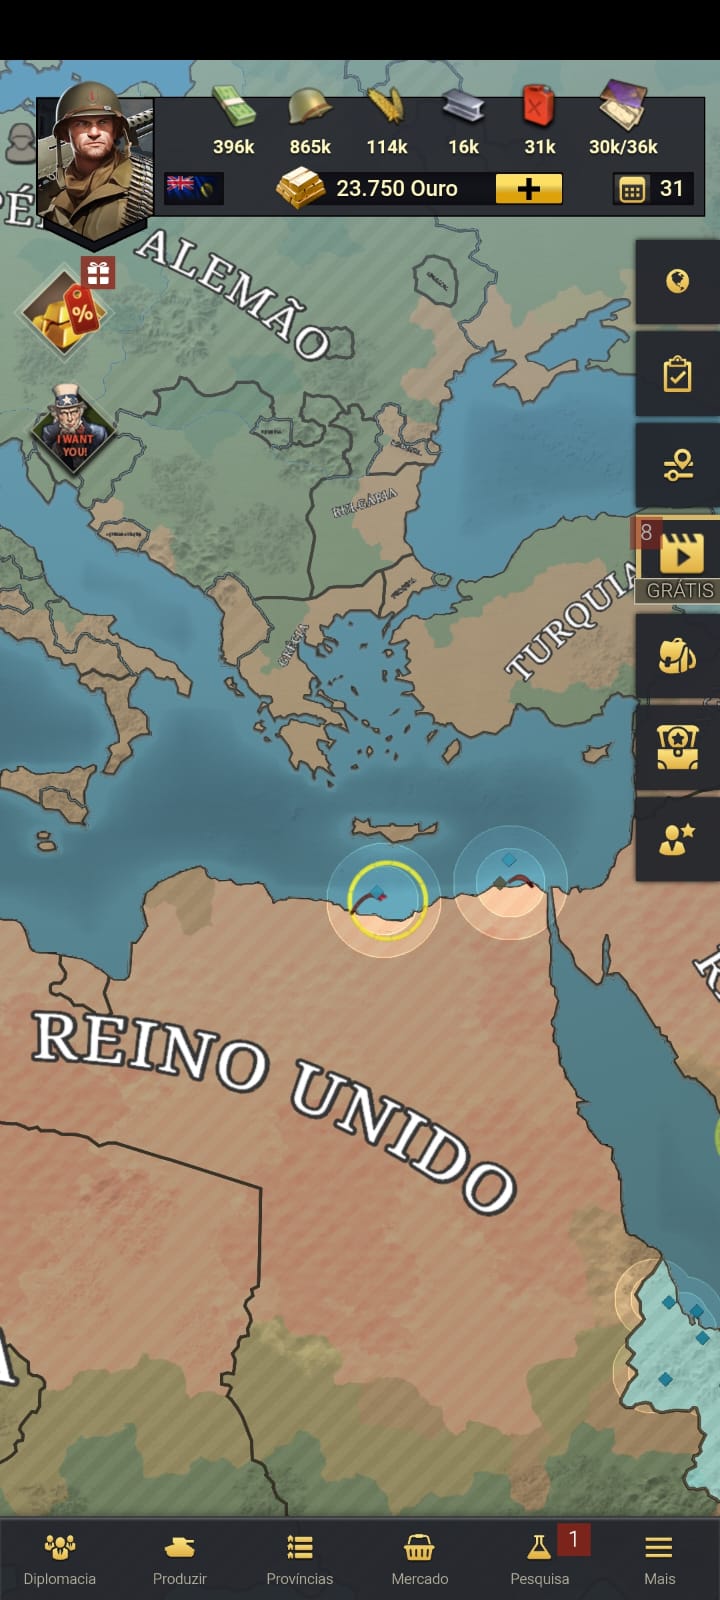 396k 865k 114k 16k 31k 30k/36k
23.750 Ouro 31
ALEMÃO
%
I WANT
YOU!
BULGÁRIA
8
GRÁTIS
TURQUIA
GRÉCIA
REINO UNIDO
1
Diplomacia Produzir Províncias Mercado Pesquisa Mais